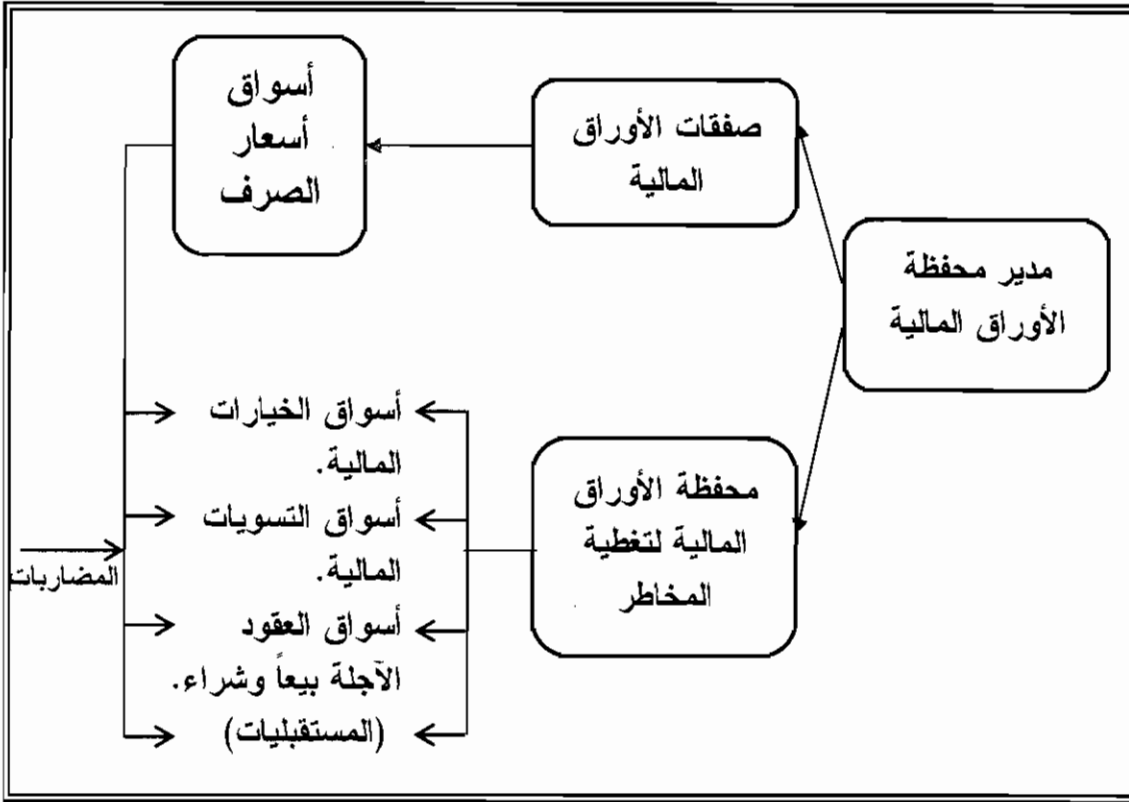 مدير محفظة
الأوراق المالية
صفقات الأوراق
المالية
أسواق
أسعار
الصرف
محفظة الأوراق
المالية لتغطية
المخاطر
أسواق الخيارات
المالية.
أسواق التسويات
المالية.
أسواق العقود
الآجلة بيعاً وشراء.
(المستقبليات)
المضاربات